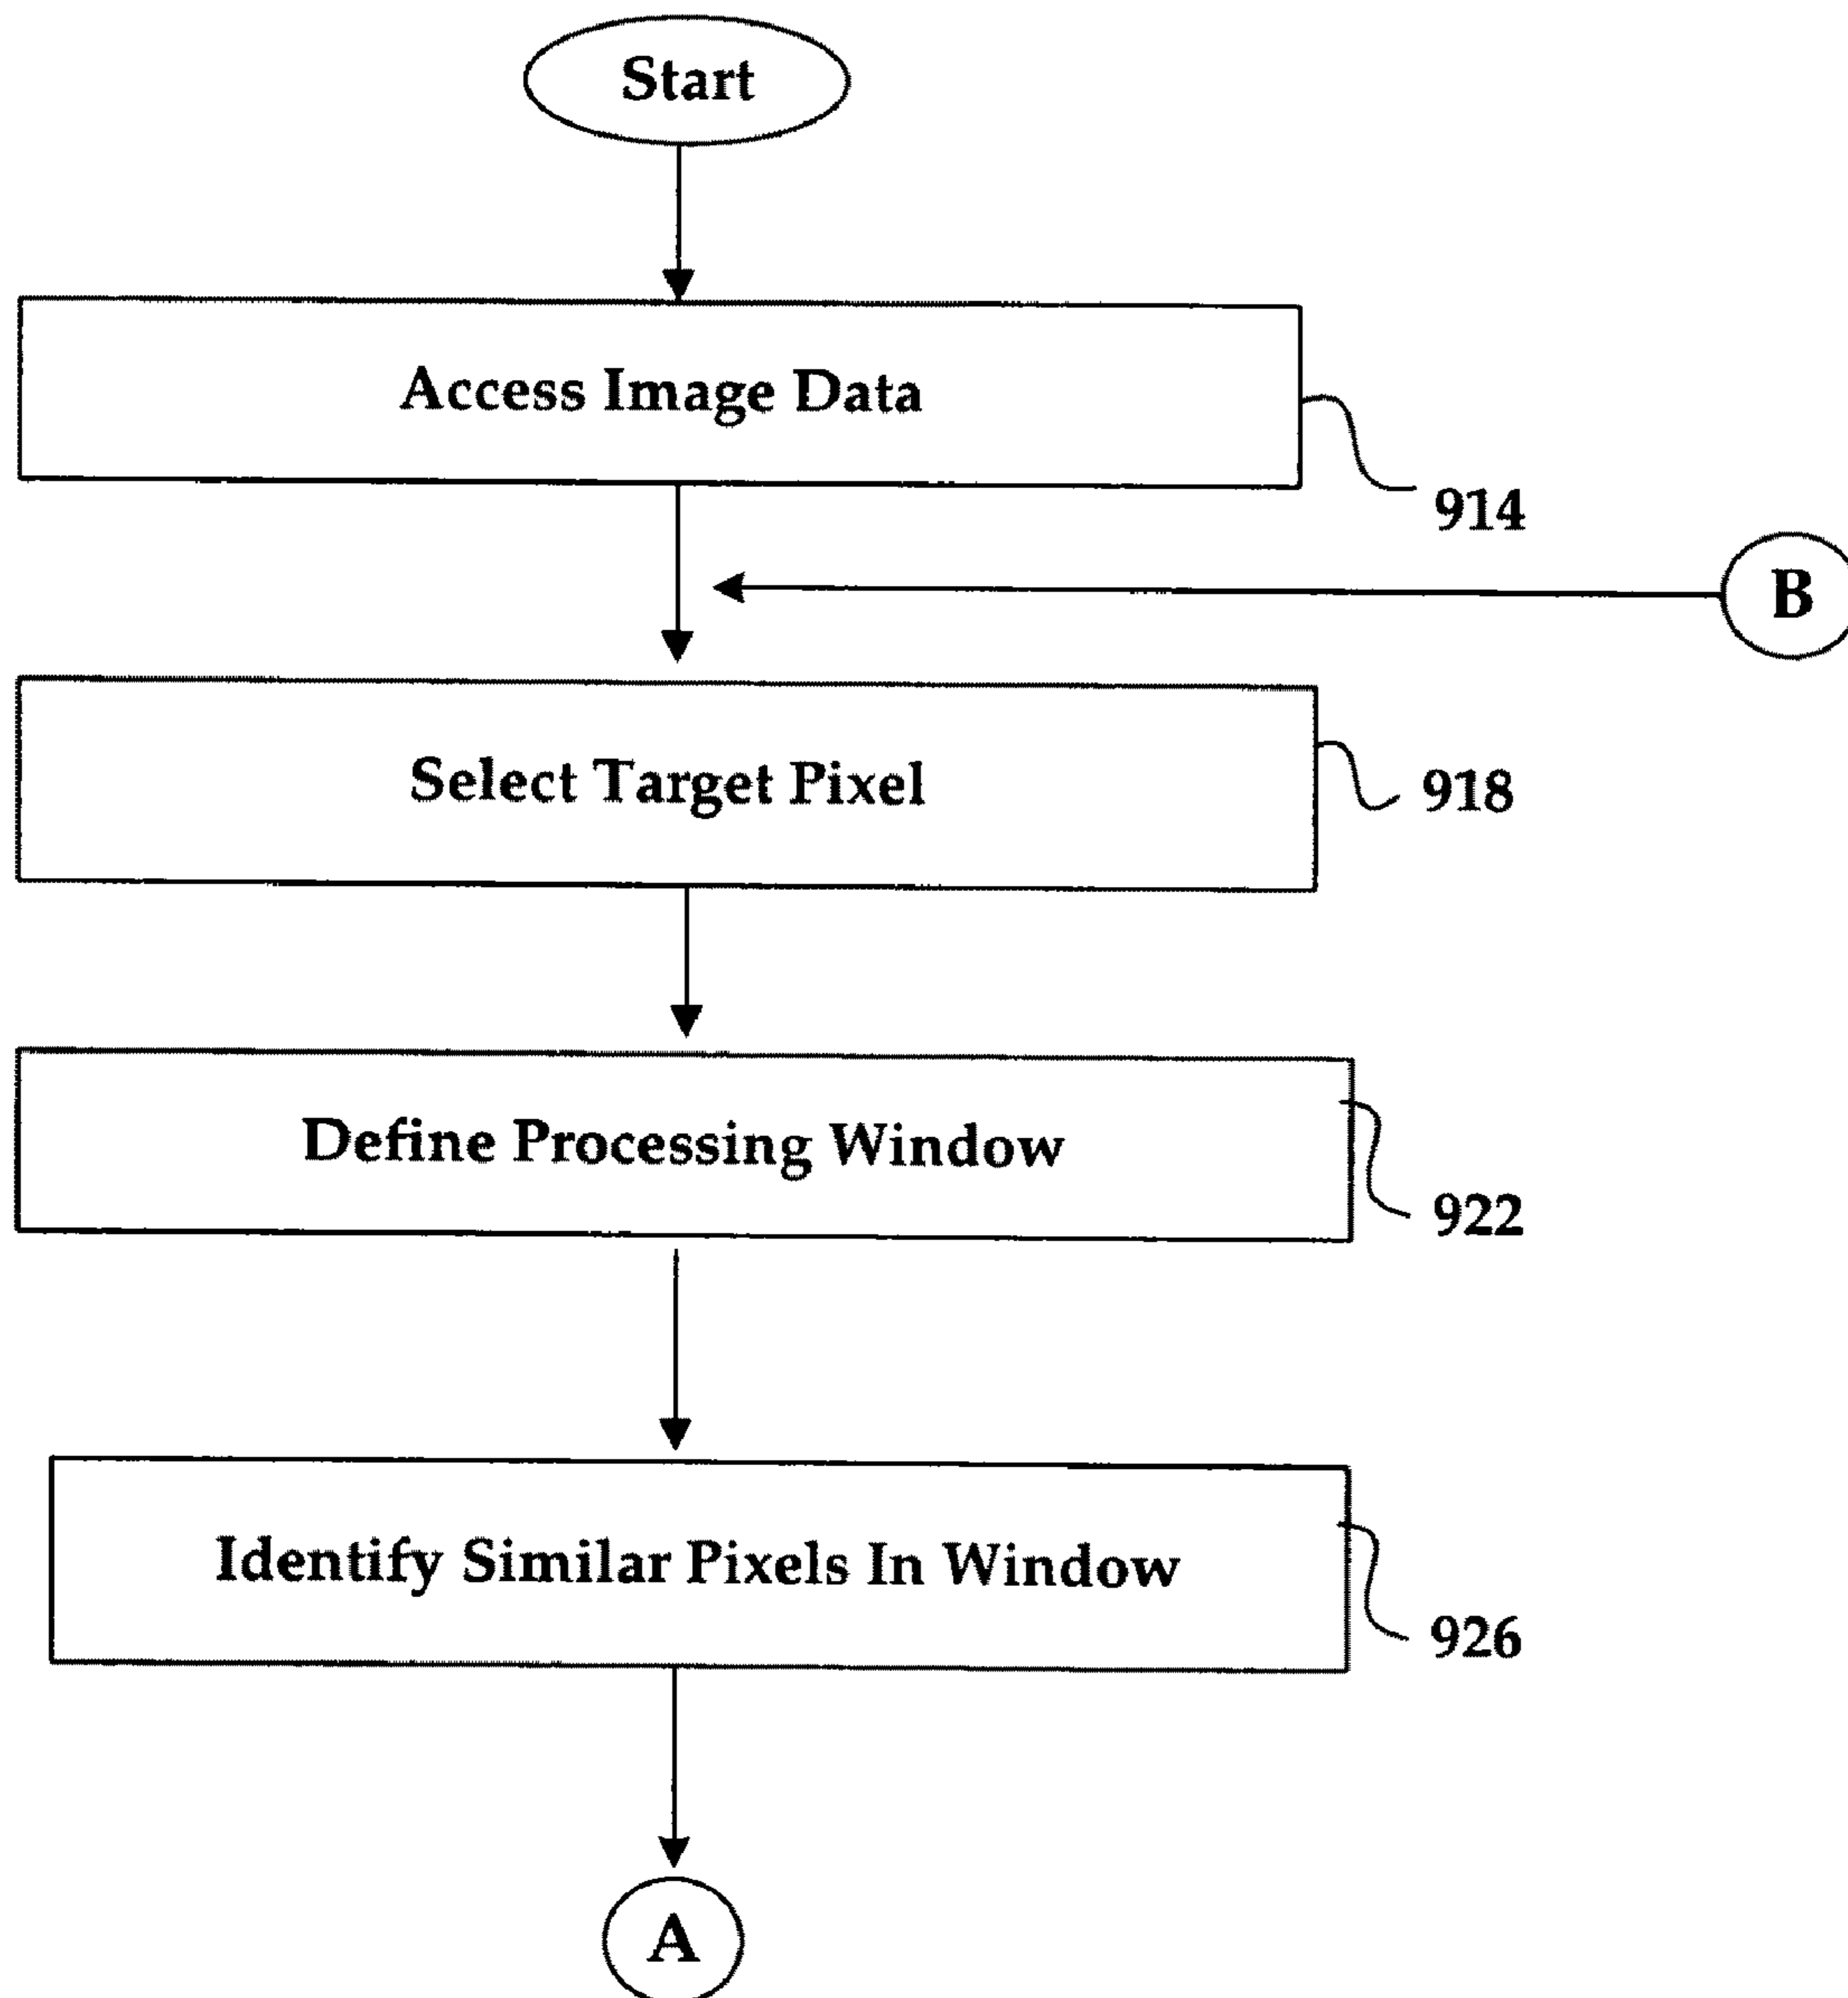 Start
Access Image Data
914
B
Select Target Pixel
918
Define Processing Window
922
Identify Similar Pixels In Window
926
A